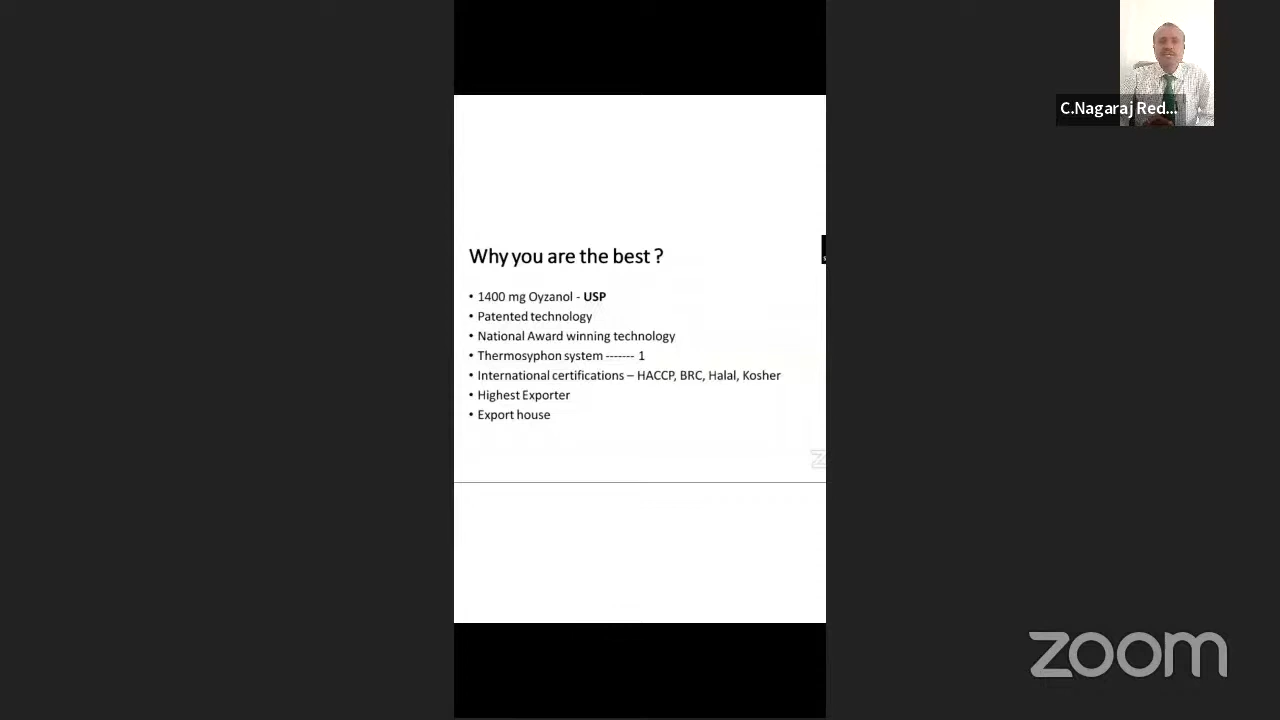 C.Nagaraj Red...
Why you are the best ?
• 1400 mg Oyzanol - USP
• Patented technology
• National Award winning technology
• Thermosyphon system ------- 1
• International certifications – HACCP, BRC, Halal, Kosher
• Highest Exporter
• Export house
zoom